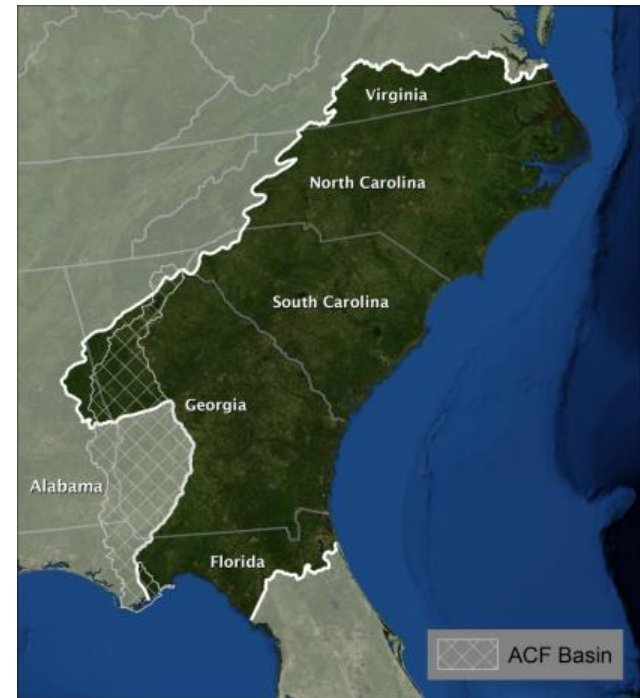 Virginia
North Carolina
South Carolina
Georgia
Alabama
Florida
ACF Basin